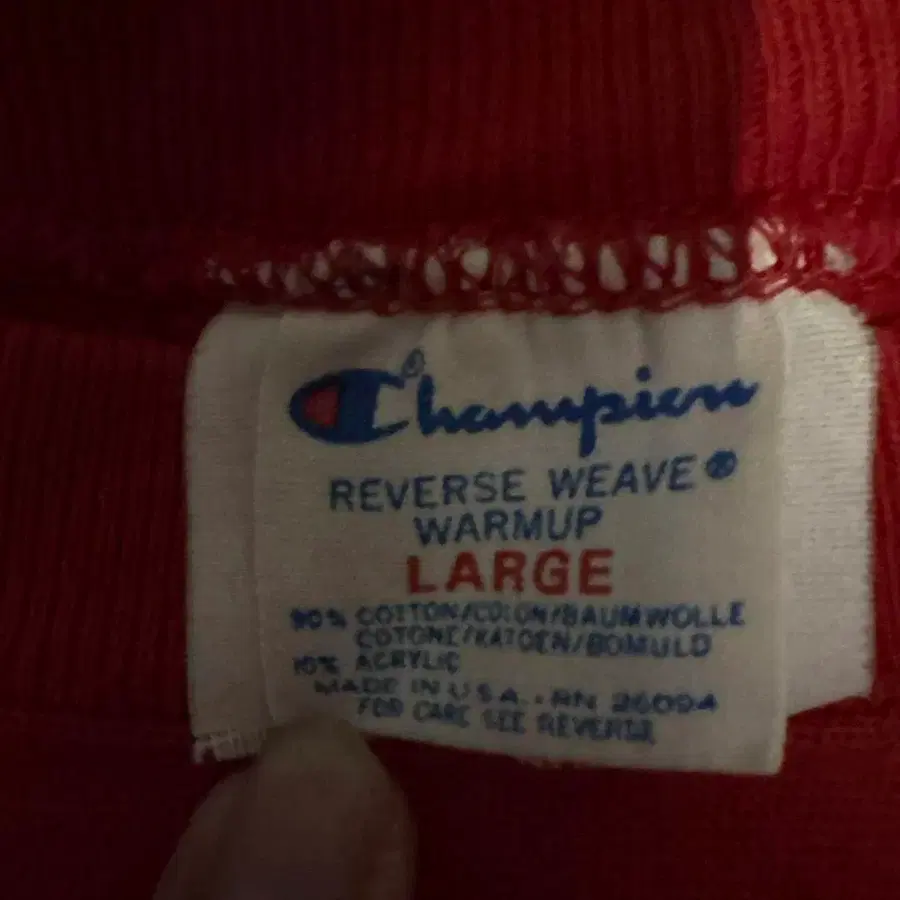 Champion®
REVERSE WEAVE®
WARMUP
LARGE
90% COTTON/COTON/BAUMWOLLE
COTONE/KATOEN/BOMULD
10% ACRYLIC
MADE IN U.S.A. - RN 26094
FOR CARE SEE REVERSE